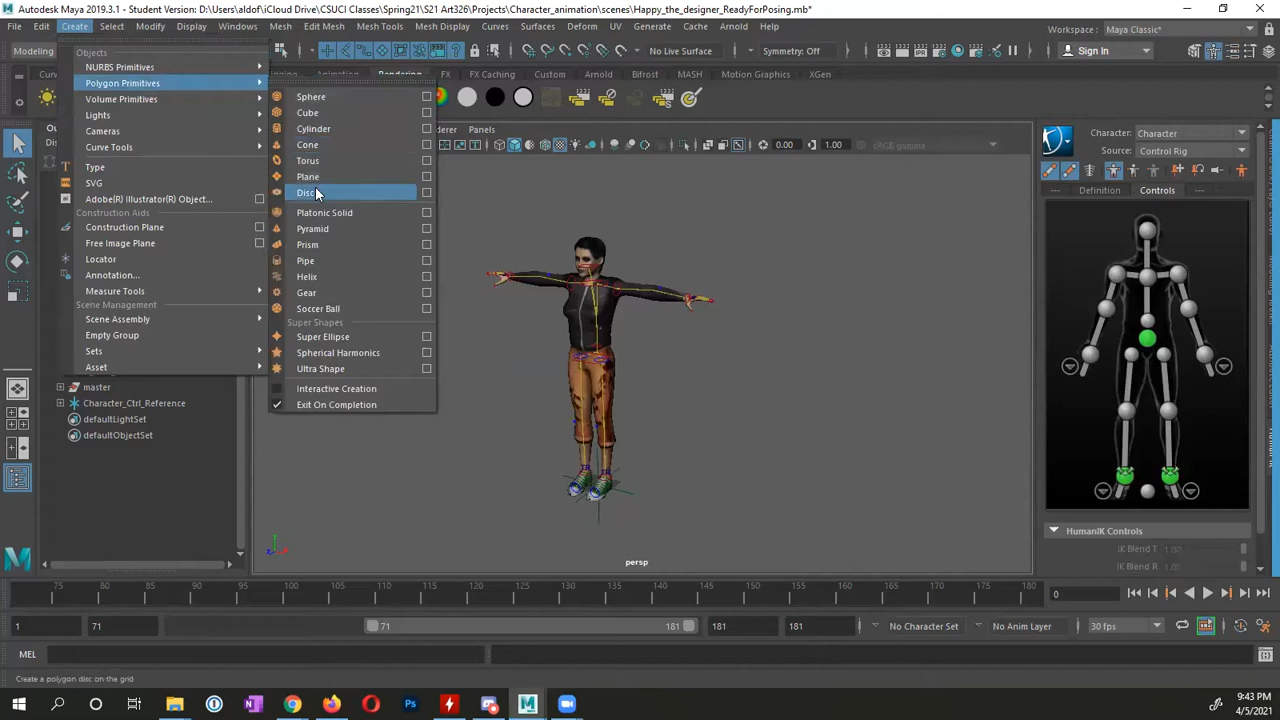 Autodesk Maya 2019.3.1 - Student Version: D:\Users\aldof\iCloud Drive\CSUCI Classes\Spring21\S21 Art326\Projects\Character_animation\scenes\Happy_the_designer_ReadyForPosing.mb*
File Edit Create Select Modify Display Windows Mesh Edit Mesh Mesh Tools Mesh Display Curves Surfaces Deform UV Generate Cache Arnold Help
Workspace: Maya Classic*
Modeling
No Live Surface
Symmetry: Off
Sign In
Rendering FX FX Caching Custom Arnold Bifrost MASH Motion Graphics XGen
Objects
NURBS Primitives
Polygon Primitives
Volume Primitives
Lights
Cameras
Curve Tools
Type
SVG
Adobe(R) Illustrator(R) Object...
Construction Aids
Construction Plane
Free Image Plane
Locator
Annotation...
Measure Tools
Scene Management
Scene Assembly
Empty Group
Sets
Asset
Sphere
Cube
Cylinder
Cone
Torus
Plane
Disc
Platonic Solid
Pyramid
Prism
Pipe
Helix
Gear
Soccer Ball
Super Shapes
Super Ellipse
Spherical Harmonics
Ultra Shape
Interactive Creation
Exit On Completion
Panels
0.00 1.00 sRGB gamma
master
Character_Ctrl_Reference
defaultLightSet
defaultObjectSet
persp
Character: Character
Source: Control Rig
Definition Controls
HumanIK Controls
IK Blend T 1.00
IK Blend R 1.00
75 80 85 90 95 100 105 110 115 120 125 130 135 140 145 150 155 160 165 170 175 180
0
1 71 71 181 181 181 No Character Set No Anim Layer 30 fps
MEL
Create a polygon disc on the grid
9:43 PM
4/5/2021